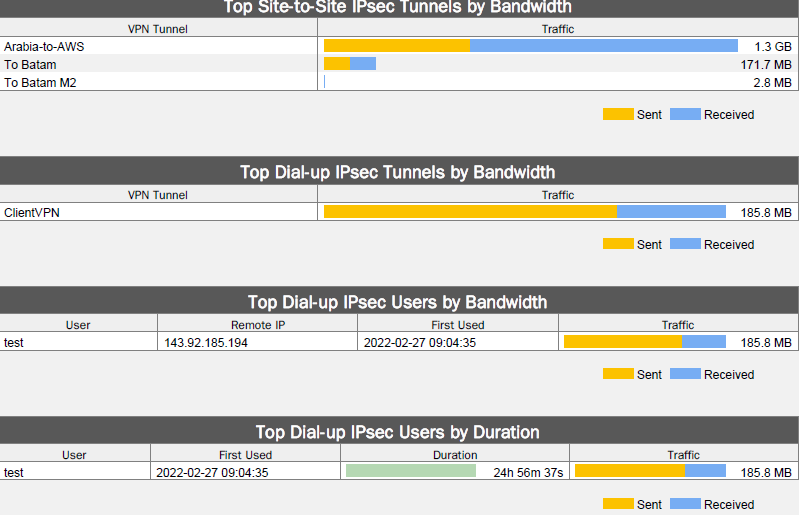 Top Site-to-Site IPsec Tunnels by Bandwidth
VPN Tunnel Traffic
Arabia-to-AWS 1.3 GB
To Batam 171.7 MB
To Batam M2 2.8 MB
Sent Received
Top Dial-up IPsec Tunnels by Bandwidth
VPN Tunnel Traffic
ClientVPN 185.8 MB
Sent Received
Top Dial-up IPsec Users by Bandwidth
User Remote IP First Used Traffic
test 143.92.185.194 2022-02-27 09:04:35 185.8 MB
Sent Received
Top Dial-up IPsec Users by Duration
User First Used Duration Traffic
test 2022-02-27 09:04:35 24h 56m 37s 185.8 MB
Sent Received